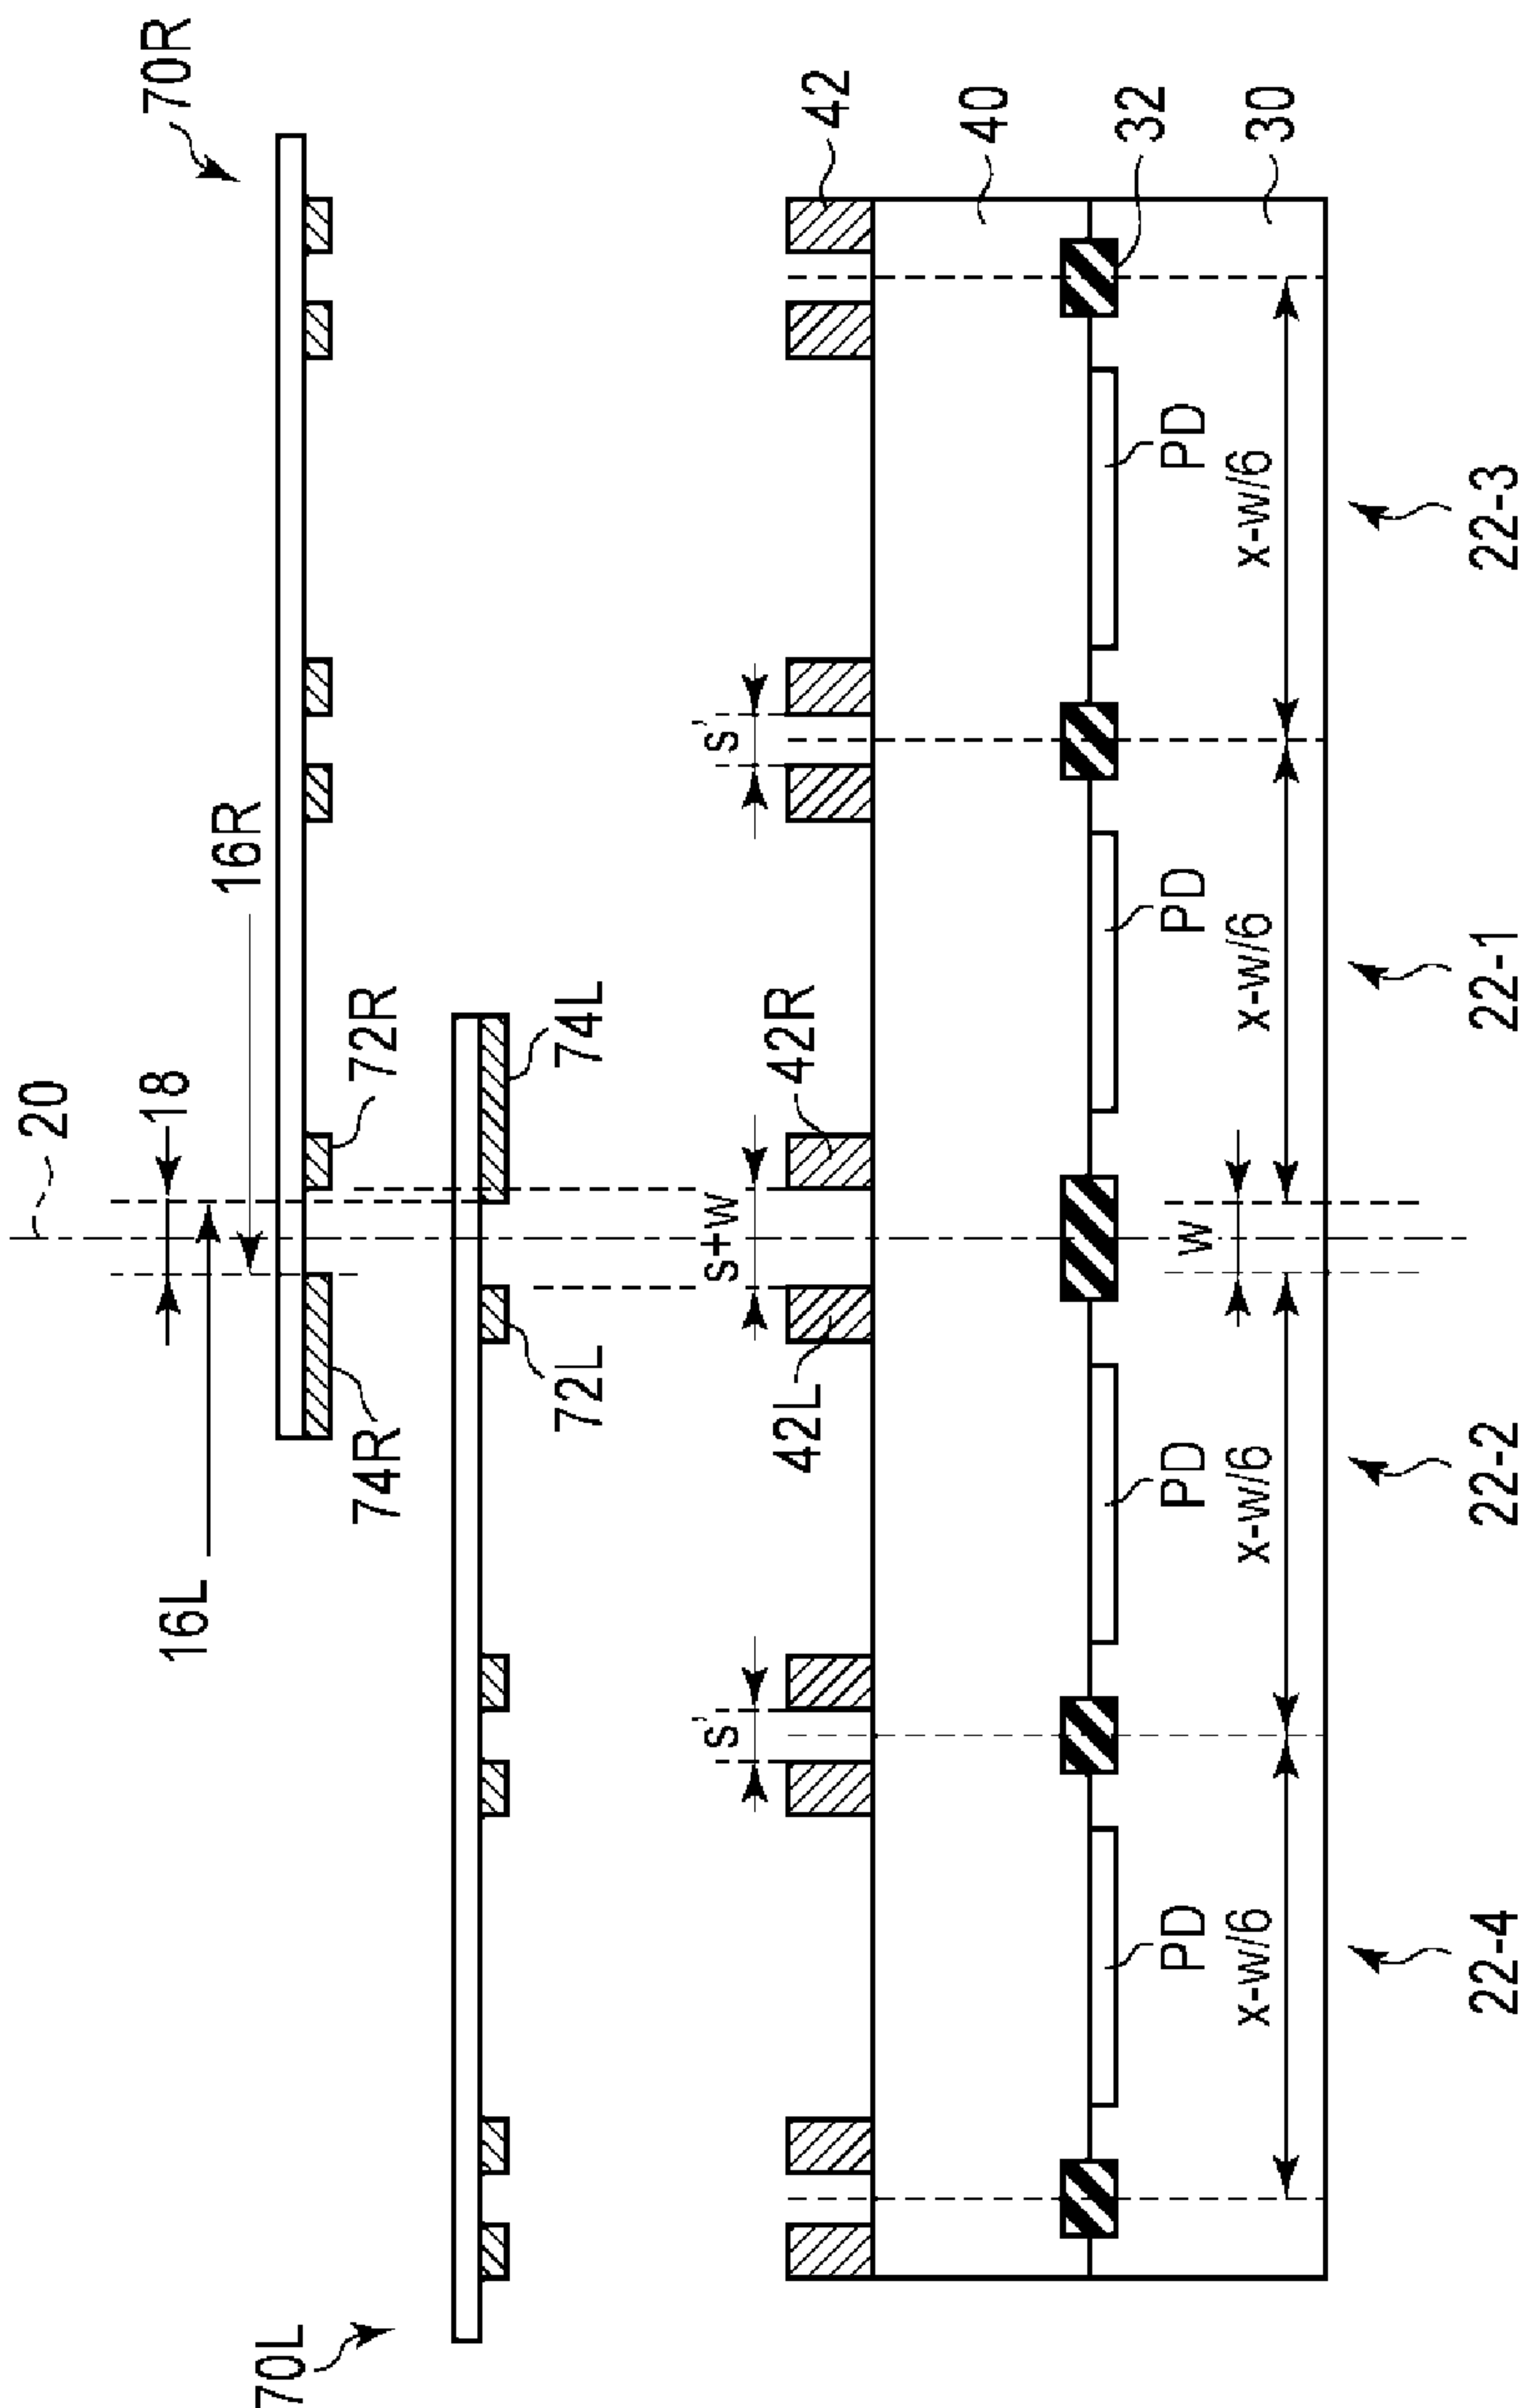 20
70R
18
16R
16L
72R
74R
70L
74L
72L
s'
s+w
s'
42
42R
42L
40
32
30
PD
PD
PD
PD
w
x-w/6
x-w/6
x-w/6
x-w/6
22-4
22-2
22-1
22-3